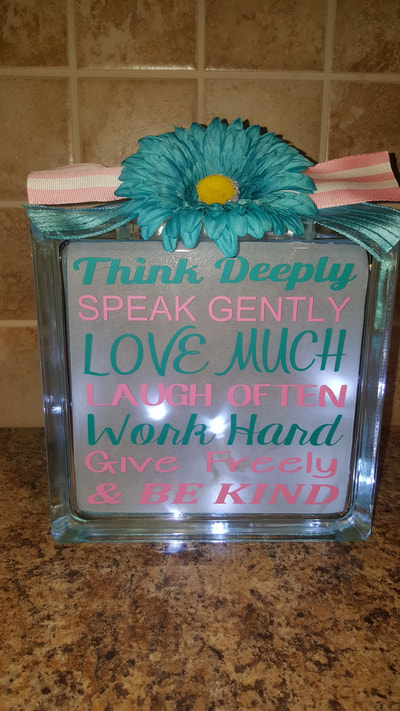 Think Deeply
SPEAK GENTLY
LOVE MUCH
LAUGH OFTEN
Work Hard
Give Freely
& BE KIND